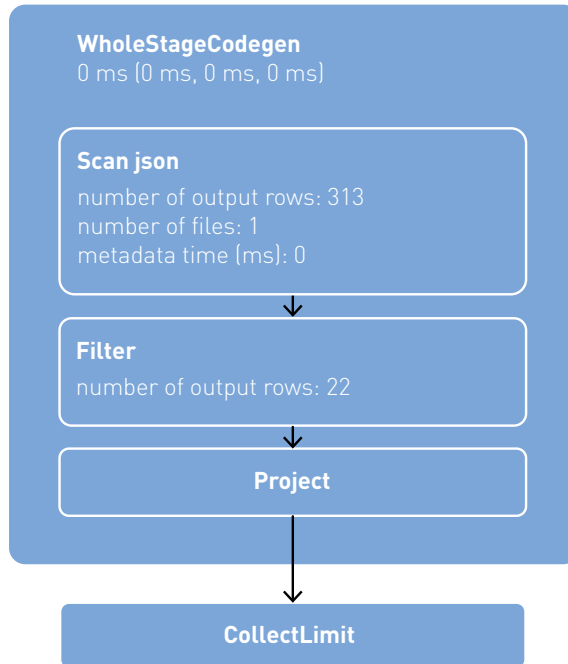 WholeStageCodegen
0 ms (0 ms, 0 ms, 0 ms)
Scan json
number of output rows: 313
number of files: 1
metadata time (ms): 0
Filter
number of output rows: 22
Project
CollectLimit